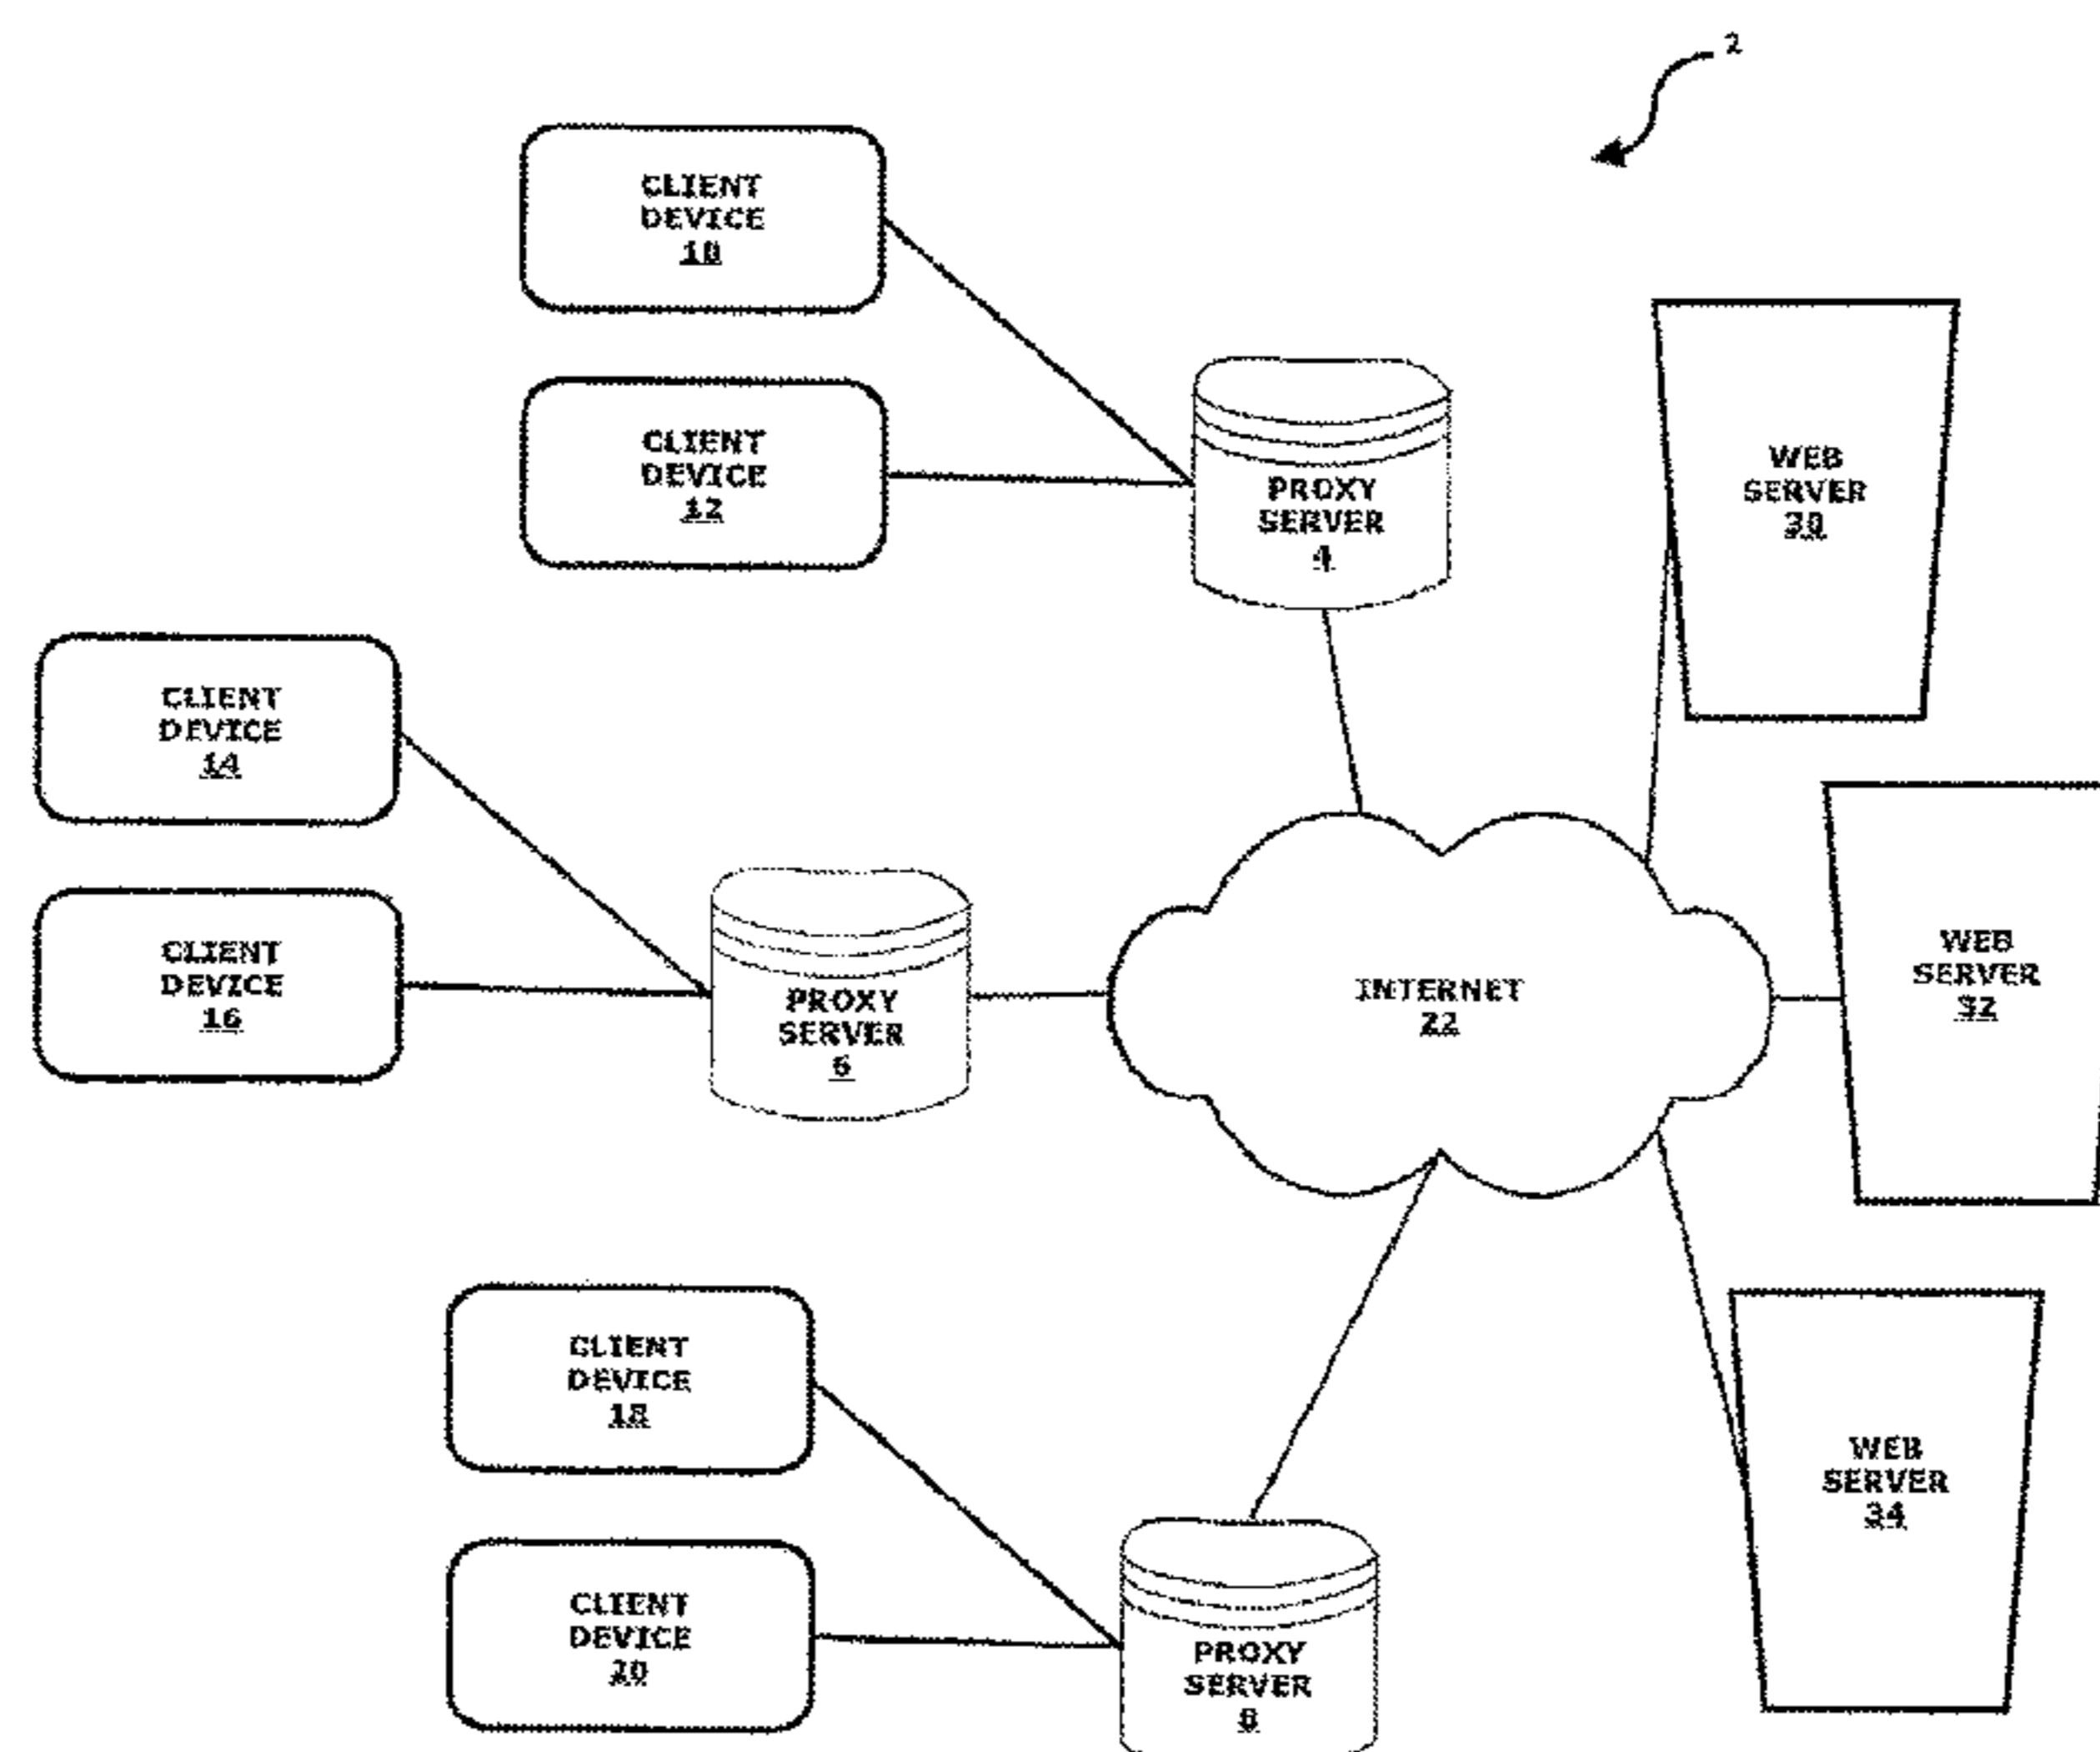 2
CLIENT
DEVICE
10
CLIENT
DEVICE
12
PROXY
SERVER
4
WEB
SERVER
30
CLIENT
DEVICE
14
CLIENT
DEVICE
16
PROXY
SERVER
6
INTERNET
22
WEB
SERVER
32
CLIENT
DEVICE
18
CLIENT
DEVICE
20
PROXY
SERVER
8
WEB
SERVER
34